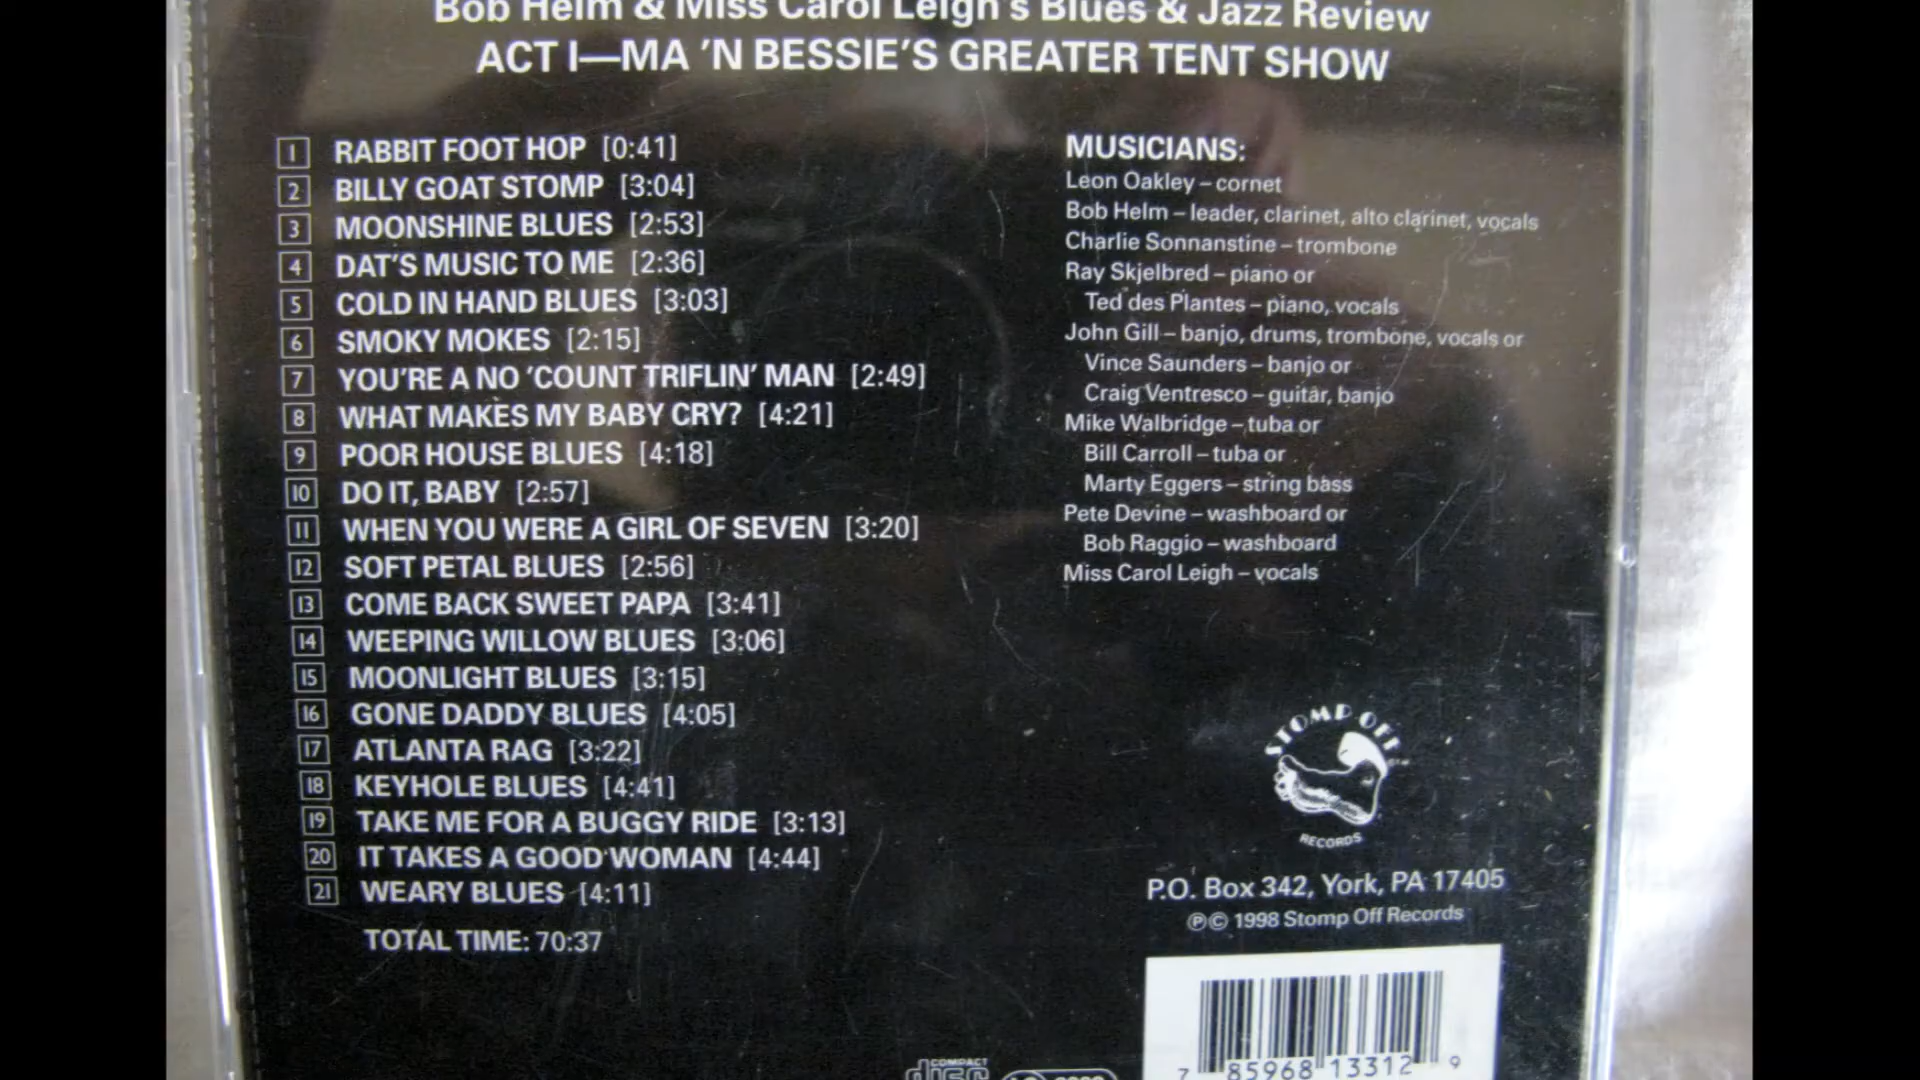 Bob Helm & Miss Carol Leigh's Blues & Jazz Review
ACT I—MA 'N BESSIE'S GREATER TENT SHOW
1 RABBIT FOOT HOP [0:41]
2 BILLY GOAT STOMP [3:04]
3 MOONSHINE BLUES [2:53]
4 DAT'S MUSIC TO ME [2:36]
5 COLD IN HAND BLUES [3:03]
6 SMOKY MOKES [2:15]
7 YOU'RE A NO 'COUNT TRIFLIN' MAN [2:49]
8 WHAT MAKES MY BABY CRY? [4:21]
9 POOR HOUSE BLUES [4:18]
10 DO IT, BABY [2:57]
11 WHEN YOU WERE A GIRL OF SEVEN [3:20]
12 SOFT PETAL BLUES [2:56]
13 COME BACK SWEET PAPA [3:41]
14 WEEPING WILLOW BLUES [3:06]
15 MOONLIGHT BLUES [3:15]
16 GONE DADDY BLUES [4:05]
17 ATLANTA RAG [3:22]
18 KEYHOLE BLUES [4:41]
19 TAKE ME FOR A BUGGY RIDE [3:13]
20 IT TAKES A GOOD WOMAN [4:44]
21 WEARY BLUES [4:11]
TOTAL TIME: 70:37
MUSICIANS:
Leon Oakley – cornet
Bob Helm – leader, clarinet, alto clarinet, vocals
Charlie Sonnanstine – trombone
Ray Skjelbred – piano or
Ted des Plantes – piano, vocals
John Gill – banjo, drums, trombone, vocals or
Vince Saunders – banjo or
Craig Ventresco – guitar, banjo
Mike Walbridge – tuba or
Bill Carroll – tuba or
Marty Eggers – string bass
Pete Devine – washboard or
Bob Raggio – washboard
Miss Carol Leigh – vocals
STOMP OFF
RECORDS
P.O. Box 342, York, PA 17405
℗© 1998 Stomp Off Records
7 85968 13312 9
COMPACT
disc